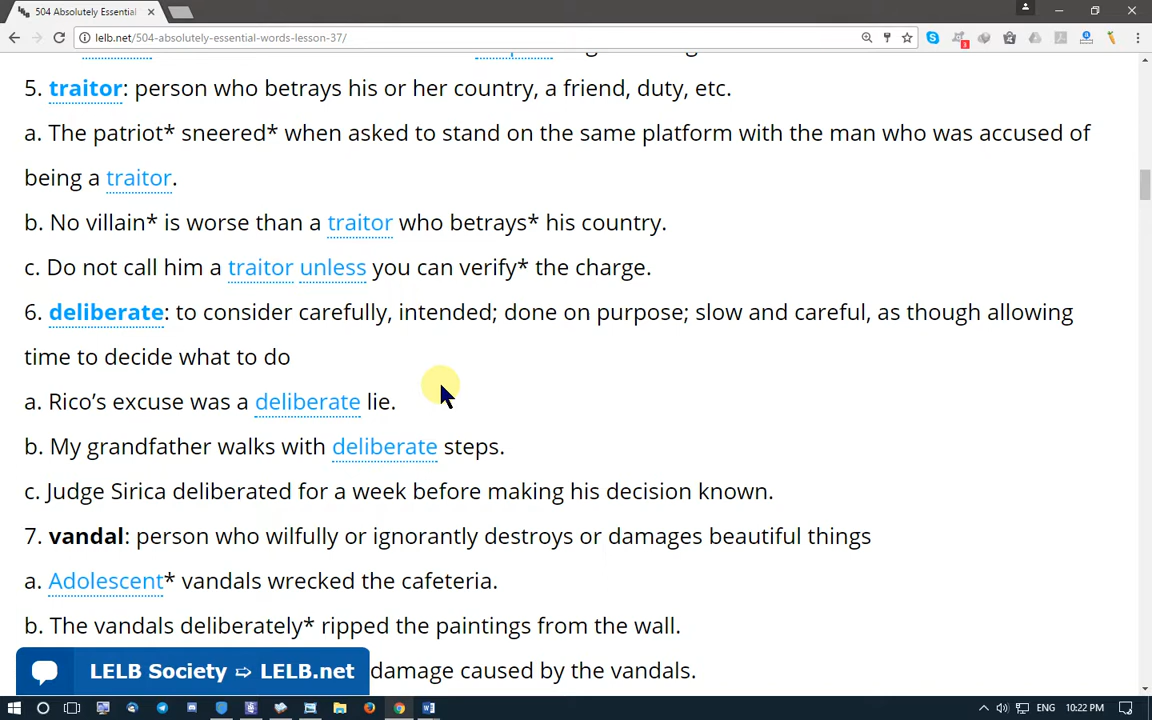 504 Absolutely Essential
lelb.net/504-absolutely-essential-words-lesson-37/
5. traitor: person who betrays his or her country, a friend, duty, etc.
a. The patriot* sneered* when asked to stand on the same platform with the man who was accused of
being a traitor.
b. No villain* is worse than a traitor who betrays* his country.
c. Do not call him a traitor unless you can verify* the charge.
6. deliberate: to consider carefully, intended; done on purpose; slow and careful, as though allowing
time to decide what to do
a. Rico’s excuse was a deliberate lie.
b. My grandfather walks with deliberate steps.
c. Judge Sirica deliberated for a week before making his decision known.
7. vandal: person who wilfully or ignorantly destroys or damages beautiful things
a. Adolescent* vandals wrecked the cafeteria.
b. The vandals deliberately* ripped the paintings from the wall.
damage caused by the vandals.
LELB Society ⇨ LELB.net
ENG 10:22 PM